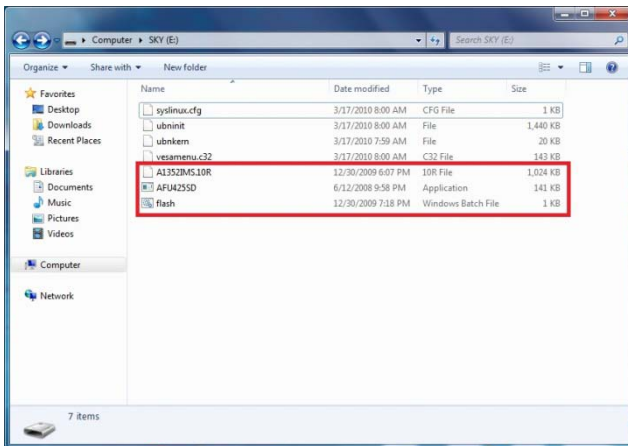 Computer ▸ SKY (E:)
Search SKY (E:)
Organize
Share with
New folder
Favorites
Desktop
Downloads
Recent Places
Libraries
Documents
Music
Pictures
Videos
Computer
Network
Name Date modified Type Size
syslinux.cfg 3/17/2010 8:00 AM CFG File 1 KB
ubninit 3/17/2010 8:00 AM File 1,440 KB
ubnkern 3/17/2010 7:59 AM File 20 KB
vesamenu.c32 3/17/2010 8:00 AM C32 File 143 KB
A1352IMS.10R 12/30/2009 6:07 PM 10R File 1,024 KB
AFU425SD 6/12/2008 9:58 PM Application 141 KB
flash 12/30/2009 7:18 PM Windows Batch File 1 KB
7 items